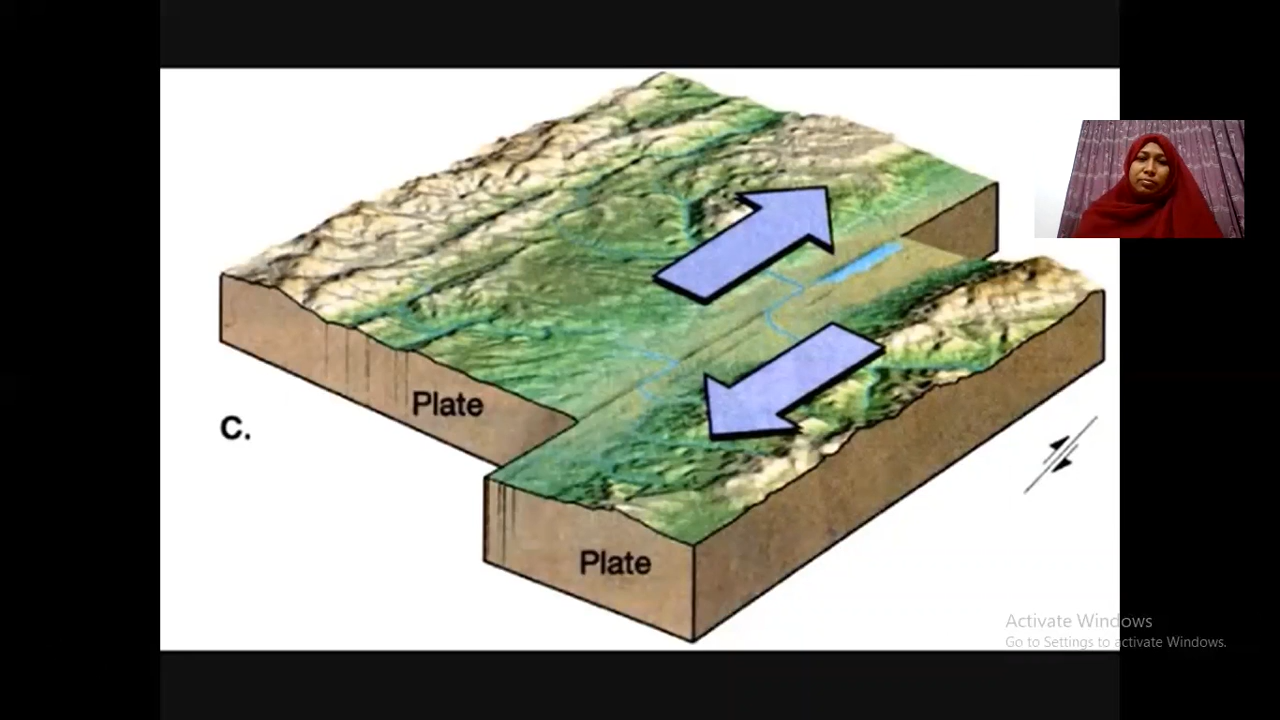 Plate
C.
Plate
Activate Windows
Go to Settings to activate Windows.